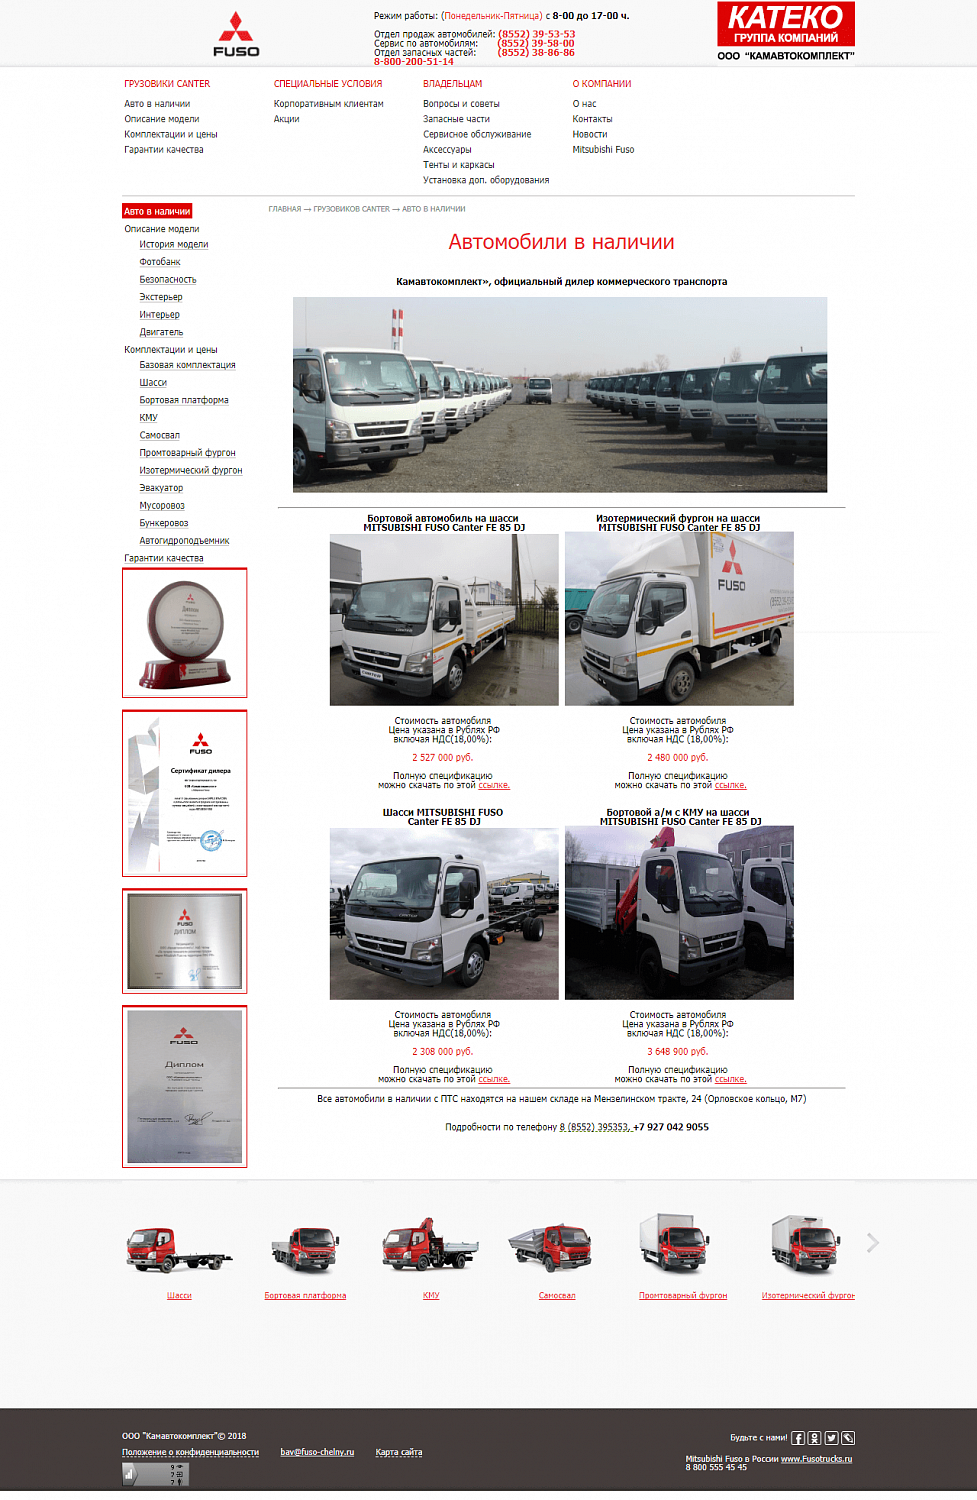 FUSO
Режим работы: (Понедельник-Пятница) с 8-00 до 17-00 ч.
Отдел продаж автомобилей: (8552) 39-53-53
Сервис по автомобилям: (8552) 39-58-00
Отдел запасных частей: (8552) 38-86-86
8-800-200-51-14
КАТЕКО
ГРУППА КОМПАНИЙ
ООО "КАМАВТОКОМПЛЕКТ"
ГРУЗОВИКИ CANTER
Авто в наличии
Описание модели
Комплектации и цены
Гарантии качества
СПЕЦИАЛЬНЫЕ УСЛОВИЯ
Корпоративным клиентам
Акции
ВЛАДЕЛЬЦАМ
Вопросы и советы
Запасные части
Сервисное обслуживание
Аксессуары
Тенты и каркасы
Установка доп. оборудования
О КОМПАНИИ
О нас
Контакты
Новости
Mitsubishi Fuso
Авто в наличии
Описание модели
История модели
Фотобанк
Безопасность
Экстерьер
Интерьер
Двигатель
Комплектации и цены
Базовая комплектация
Шасси
Бортовая платформа
КМУ
Самосвал
Промтоварный фургон
Изотермический фургон
Эвакуатор
Мусоровоз
Бункеровоз
Автогидроподъемник
Гарантии качества
Диплом
FUSO
Сертификат дилера
FUSO
ДИПЛОМ
FUSO
Диплом
ГЛАВНАЯ → ГРУЗОВИКОВ CANTER → АВТО В НАЛИЧИИ
Автомобили в наличии
Камавтокомплект», официальный дилер коммерческого транспорта
Бортовой автомобиль на шасси
MITSUBISHI FUSO Canter FE 85 DJ
Стоимость автомобиля
Цена указана в Рублях РФ
включая НДС(18,00%):
2 527 000 руб.
Полную спецификацию
можно скачать по этой ссылке.
Изотермический фургон на шасси
MITSUBISHI FUSO Canter FE 85 DJ
FUSO
Стоимость автомобиля
Цена указана в Рублях РФ
включая НДС (18,00%):
2 480 000 руб.
Полную спецификацию
можно скачать по этой ссылке.
Шасси MITSUBISHI FUSO
Canter FE 85 DJ
Стоимость автомобиля
Цена указана в Рублях РФ
включая НДС(18,00%):
2 308 000 руб.
Полную спецификацию
можно скачать по этой ссылке.
Бортовой а/м с КМУ на шасси
MITSUBISHI FUSO Canter FE 85 DJ
Стоимость автомобиля
Цена указана в Рублях РФ
включая НДС (18,00%):
3 648 900 руб.
Полную спецификацию
можно скачать по этой ссылке.
Все автомобили в наличии с ПТС находятся на нашем складе на Мензелинском тракте, 24 (Орловское кольцо, М7)
Подробности по телефону 8 (8552) 395353, +7 927 042 9055
Шасси
Бортовая платформа
КМУ
Самосвал
Промтоварный фургон
Изотермический фургон
ООО "Камавтокомплект"© 2018
Положение о конфиденциальности
bav@fuso-chelny.ru
Карта сайта
Будьте с нами!
Mitsubishi Fuso в России www.Fusotrucks.ru
8 800 555 45 45